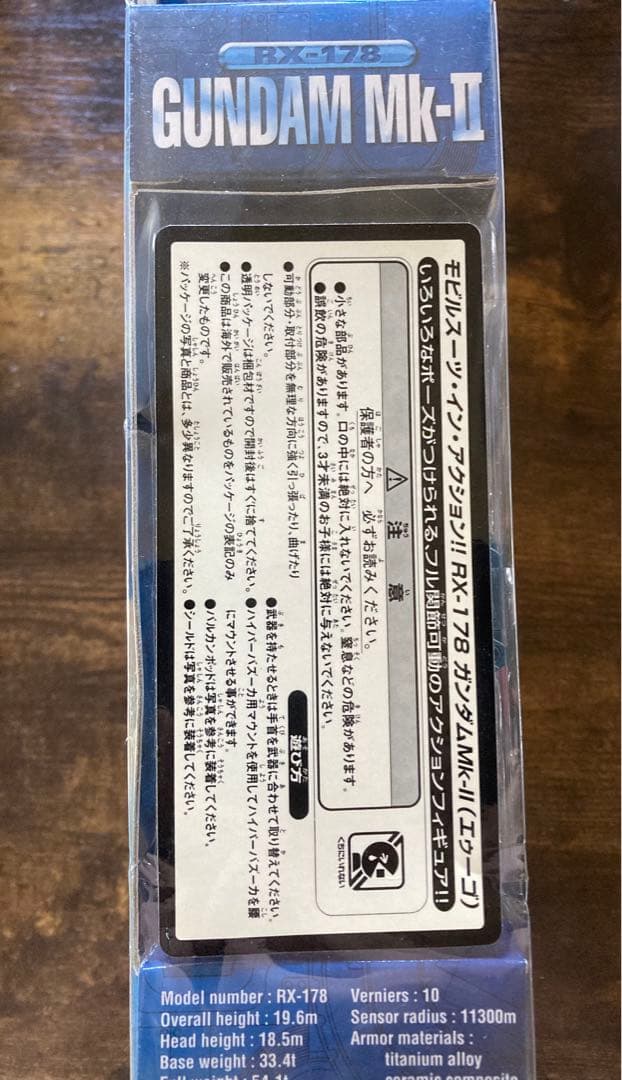 RX-178
GUNDAM Mk-II
モビルスーツ・イン・アクション!! RX-178 ガンダムMk-II(エゥーゴ)
いろいろなポーズがつけられる、フル関節可動のアクションフィギュア!!
⚠ 注意
保護者の方へ 必ずお読みください。
●小さな部品があります。口の中には絶対に入れないでください。窒息などの危険があります。
●誤飲の危険がありますので、3才未満のお子様には絶対に与えないでください。
くちにいれない
●可動部分・取付部分を無理な方向に強く引っ張ったり、曲げたり
しないでください。
●透明パッケージは梱包材ですので開封後はすぐに捨ててください。
●この商品は海外で販売されているものをパッケージの表記のみ
変更したものです。
※パッケージの写真と商品とは、多少異なりますのでご了承ください。
遊び方
●武器を持たせるときは手首を武器に合わせて取り替えてください。
●ハイパーバズーカ用マウントを使用してハイパーバズーカを腰
にマウントさせる事ができます。
●バルカンポッドは写真を参考に装着してください。
●シールドは写真を参考に装着してください。
Model number : RX-178
Overall height : 19.6m
Head height : 18.5m
Base weight : 33.4t
Full weight : 54.1t
Verniers : 10
Sensor radius : 11300m
Armor materials :
titanium alloy
ceramic composite